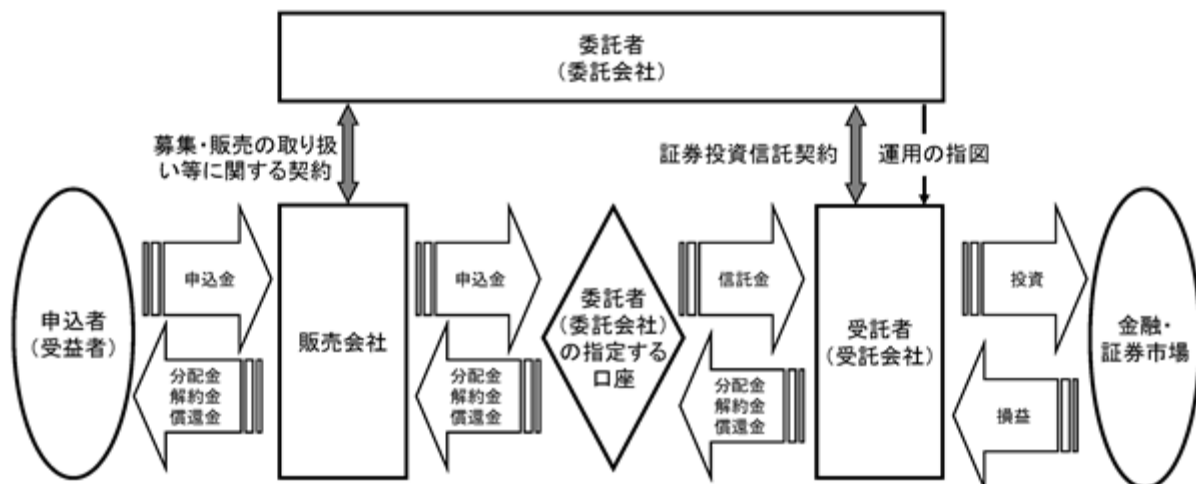 委託者
（委託会社）
募集・販売の取り扱
い等に関する契約
証券投資信託契約
運用の指図
申込者
（受益者）
申込金
分配金
解約金
償還金
販売会社
申込金
分配金
解約金
償還金
委託者
（委託会社）
の指定する
口座
信託金
分配金
解約金
償還金
受託者
（受託会社）
投資
損益
金融・
証券市場